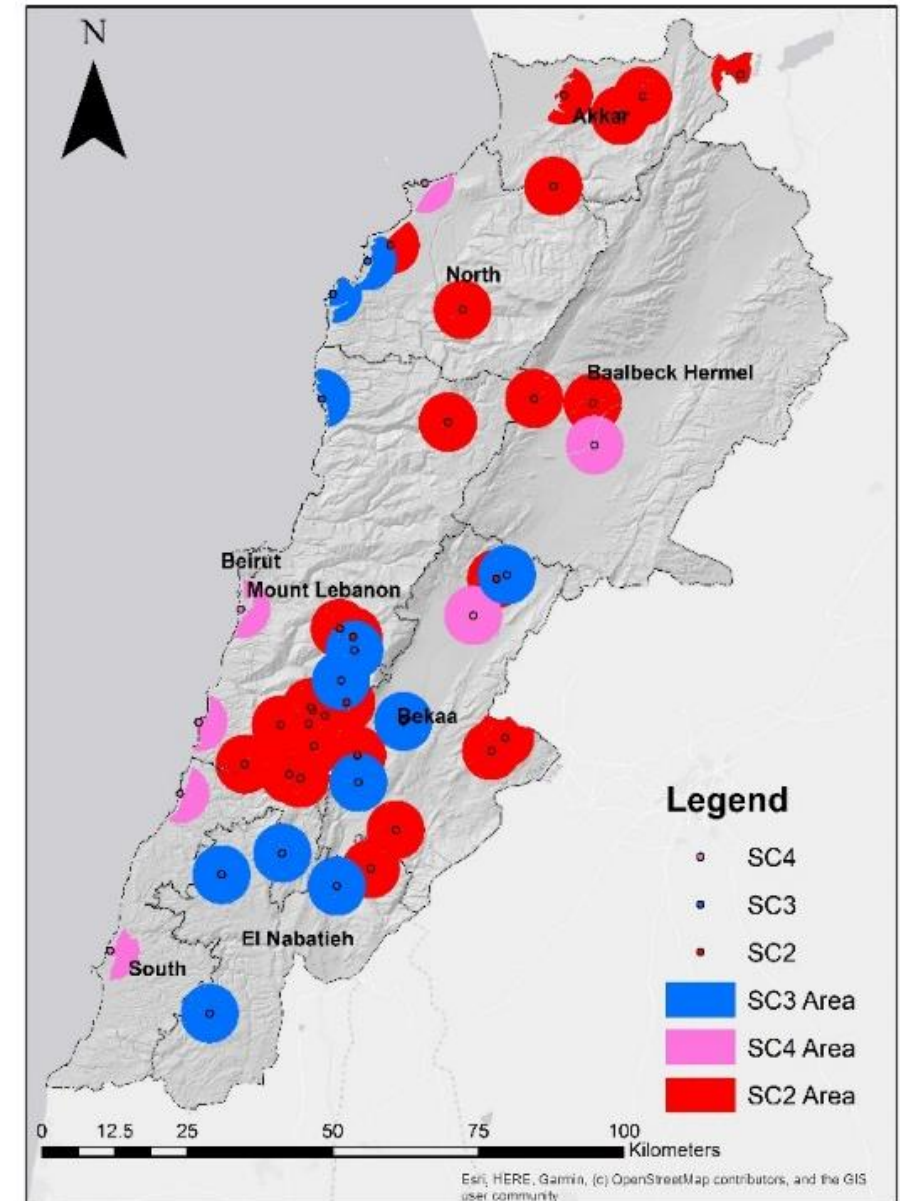 N
Akkar
North
Baalbeck Hermel
Beirut
Mount Lebanon
Bekaa
El Nabatieh
South
Legend
SC4
SC3
SC2
SC3 Area
SC4 Area
SC2 Area
0 12.5 25 50 75 100
Kilometers
Esri, HERE, Garmin, (c) OpenStreetMap contributors, and the GIS
user community